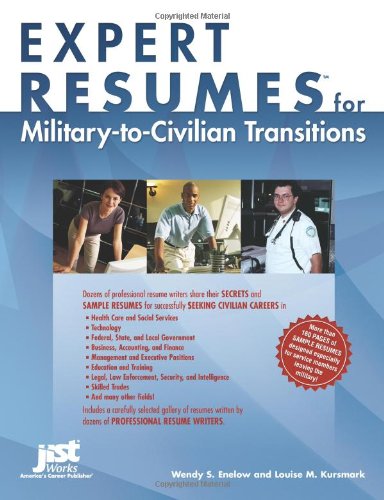 EXPERT
RESUMES™ for
Military-to-Civilian Transitions
Dozens of professional resume writers share their SECRETS and
SAMPLE RESUMES for successfully SEEKING CIVILIAN CAREERS in
• Health Care and Social Services
• Technology
• Federal, State, and Local Government
• Business, Accounting, and Finance
• Management and Executive Positions
• Education and Training
• Legal, Law Enforcement, Security, and Intelligence
• Skilled Trades
• And many other fields!
Includes a carefully selected gallery of resumes written by
dozens of PROFESSIONAL RESUME WRITERS.
More than
180 PAGES of
SAMPLE RESUMES
designed especially
for service members
leaving the
military!
jist
Works
America's Career Publisher®
Wendy S. Enelow and Louise M. Kursmark